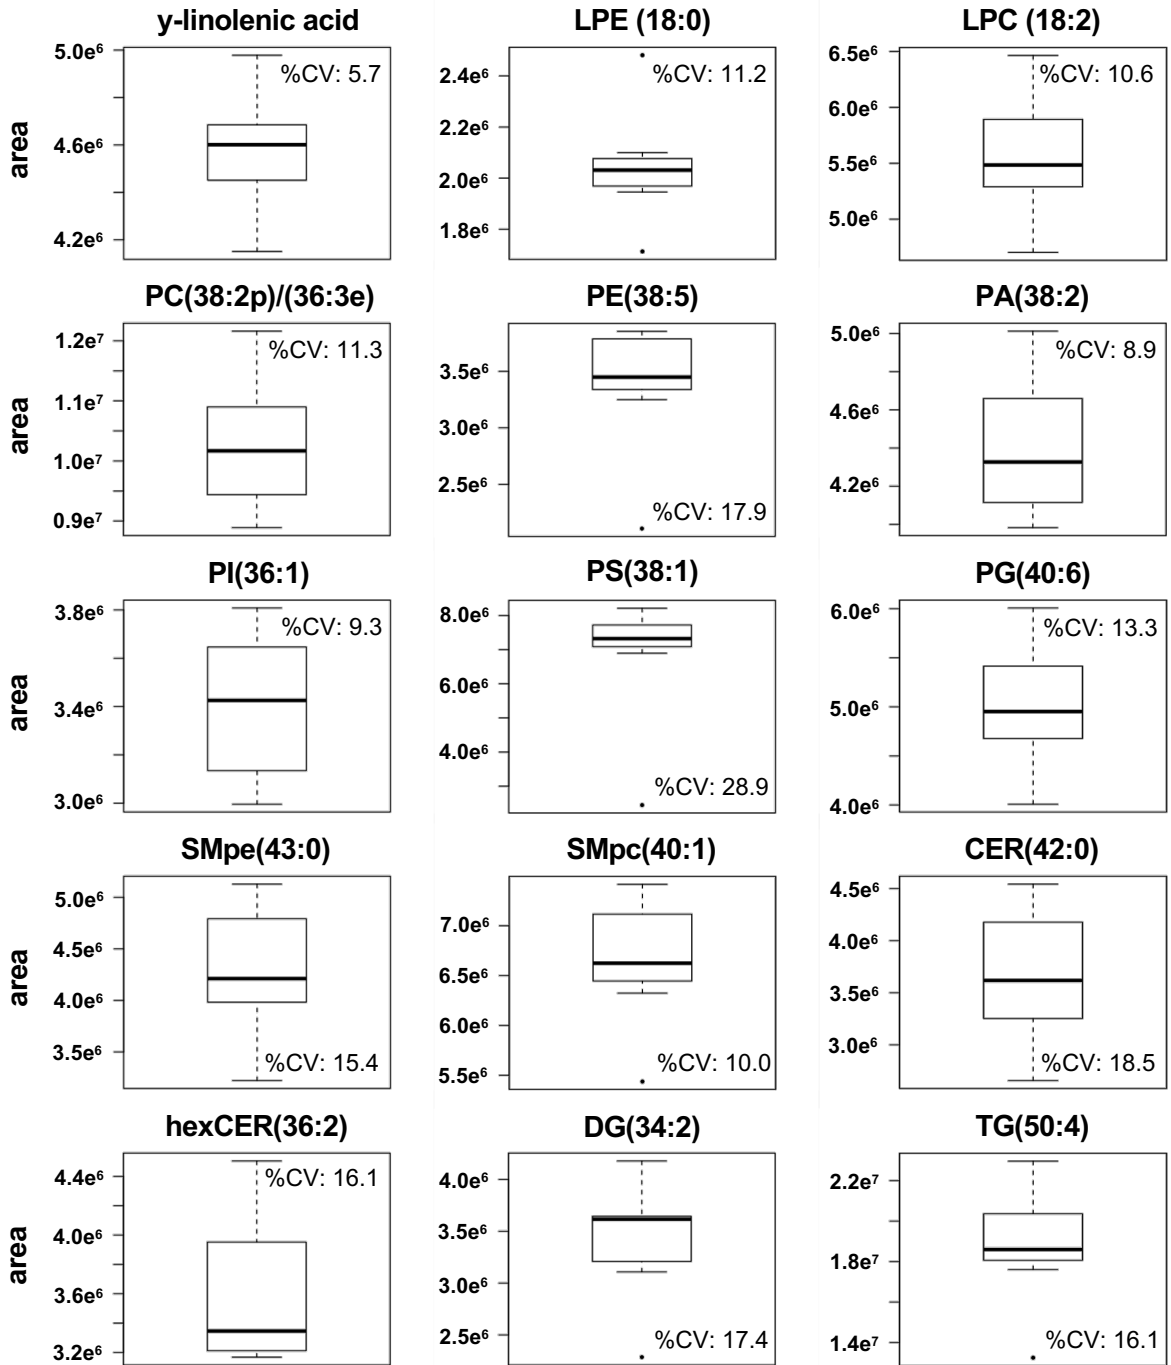 y-linolenic acid
LPE (18:0)
LPC (18:2)
area
5.0e⁶
4.6e⁶
4.2e⁶
%CV: 5.7
2.4e⁶
2.2e⁶
2.0e⁶
1.8e⁶
%CV: 11.2
6.5e⁶
6.0e⁶
5.5e⁶
5.0e⁶
%CV: 10.6
PC(38:2p)/(36:3e)
PE(38:5)
PA(38:2)
area
1.2e⁷
1.1e⁷
1.0e⁷
0.9e⁷
%CV: 11.3
3.5e⁶
3.0e⁶
2.5e⁶
%CV: 17.9
5.0e⁶
4.6e⁶
4.2e⁶
%CV: 8.9
PI(36:1)
PS(38:1)
PG(40:6)
area
3.8e⁶
3.4e⁶
3.0e⁶
%CV: 9.3
8.0e⁶
6.0e⁶
4.0e⁶
%CV: 28.9
6.0e⁶
5.0e⁶
4.0e⁶
%CV: 13.3
SMpe(43:0)
SMpc(40:1)
CER(42:0)
area
5.0e⁶
4.5e⁶
4.0e⁶
3.5e⁶
%CV: 15.4
7.0e⁶
6.5e⁶
6.0e⁶
5.5e⁶
%CV: 10.0
4.5e⁶
4.0e⁶
3.5e⁶
3.0e⁶
%CV: 18.5
hexCER(36:2)
DG(34:2)
TG(50:4)
area
4.4e⁶
4.0e⁶
3.6e⁶
3.2e⁶
%CV: 16.1
4.0e⁶
3.5e⁶
3.0e⁶
2.5e⁶
%CV: 17.4
2.2e⁷
1.8e⁷
1.4e⁷
%CV: 16.1